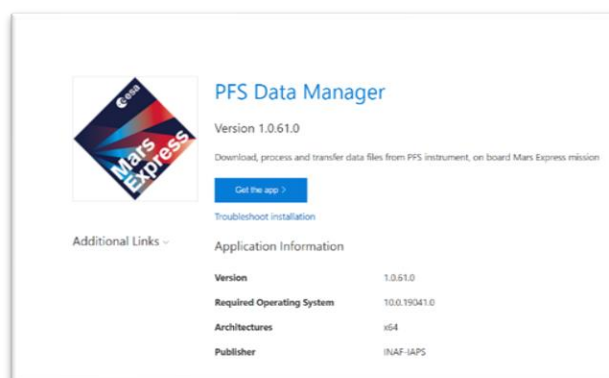 esa
Mars
Express
PFS Data Manager
Version 1.0.61.0
Download, process and transfer data files from PFS instrument, on board Mars Express mission
Get the app
Troubleshoot installation
Additional Links
Application Information
Version 1.0.61.0
Required Operating System 10.0.19041.0
Architectures x64
Publisher INAF-IAPS